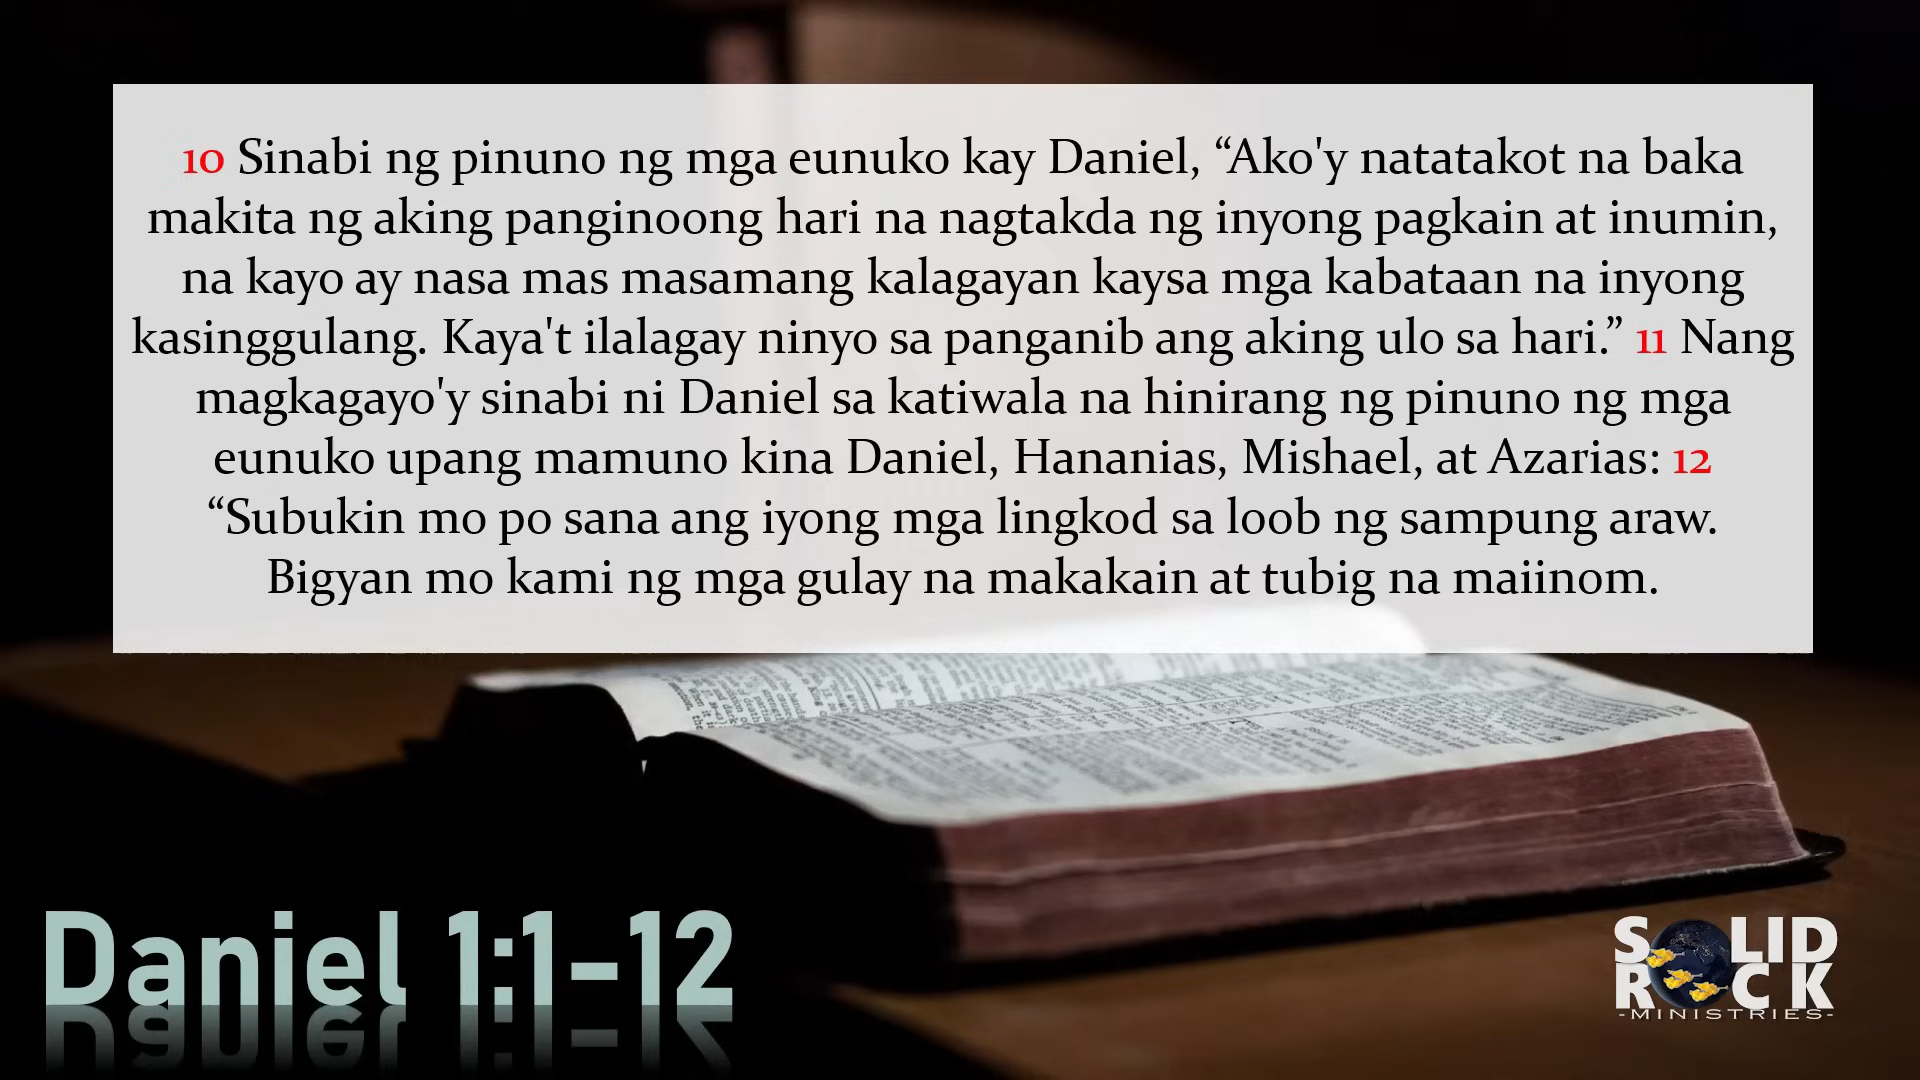 10 Sinabi ng pinuno ng mga eunuko kay Daniel, “Ako'y natatakot na baka
makita ng aking panginoong hari na nagtakda ng inyong pagkain at inumin,
na kayo ay nasa mas masamang kalagayan kaysa mga kabataan na inyong
kasinggulang. Kaya't ilalagay ninyo sa panganib ang aking ulo sa hari.” 11 Nang
magkagayo'y sinabi ni Daniel sa katiwala na hinirang ng pinuno ng mga
eunuko upang mamuno kina Daniel, Hananias, Mishael, at Azarias: 12
“Subukin mo po sana ang iyong mga lingkod sa loob ng sampung araw.
Bigyan mo kami ng mga gulay na makakain at tubig na maiinom.
Daniel 1:1-12
SOLID
ROCK
-MINISTRIES-